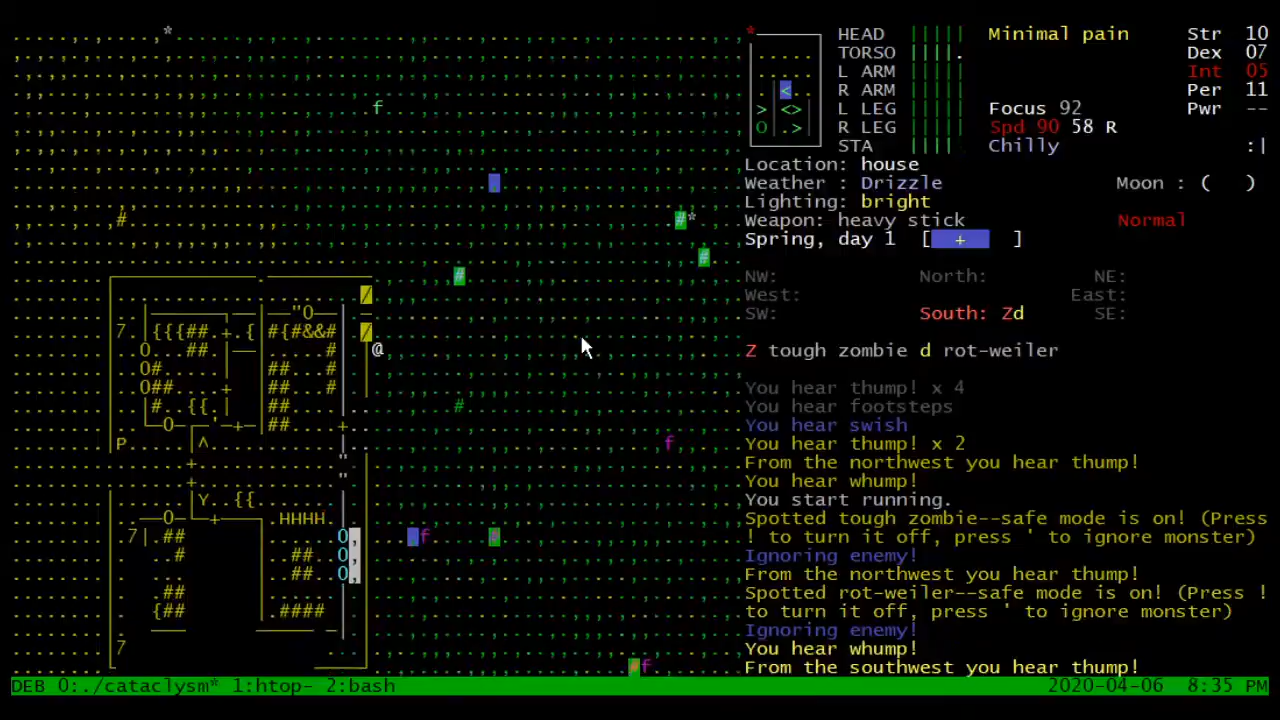 HEAD Minimal pain Str 10
TORSO Dex 07
L ARM Int 05
R ARM Per 11
L LEG Focus 92 Pwr --
R LEG Spd 90 58 R
STA Chilly :|
Location: house
Weather : Drizzle Moon : ( )
Lighting: bright
Weapon: heavy stick Normal
Spring, day 1 [ + ]
NW: North: NE:
West: East:
SW: South: Zd SE:
Z tough zombie d rot-weiler
You hear thump! x 4
You hear footsteps
You hear swish
You hear thump! x 2
From the northwest you hear thump!
You hear whump!
You start running.
Spotted tough zombie--safe mode is on! (Press
! to turn it off, press ' to ignore monster)
Ignoring enemy!
From the northwest you hear thump!
Spotted rot-weiler--safe mode is on! (Press !
to turn it off, press ' to ignore monster)
Ignoring enemy!
You hear whump!
From the southwest you hear thump!
DEB 0:./cataclysm* 1:htop- 2:bash 2020-04-06 8:35 PM